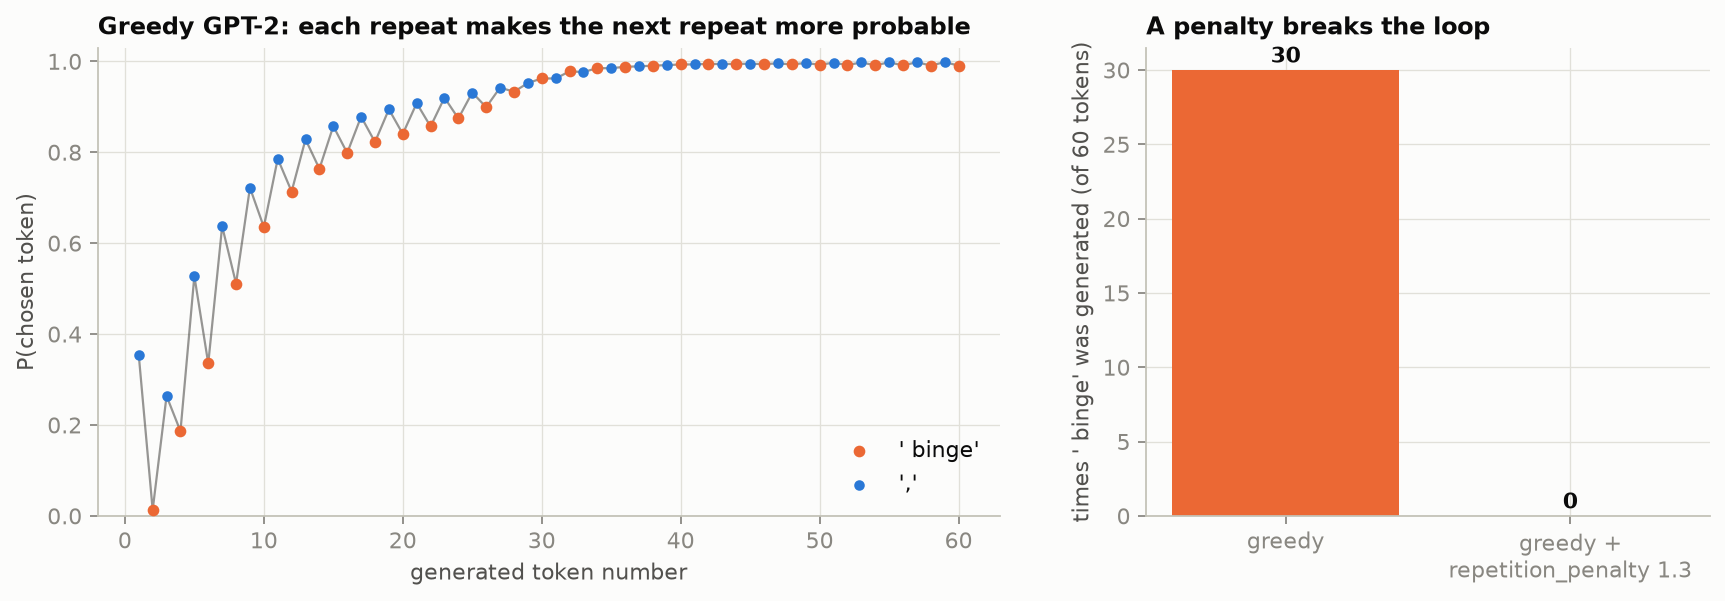 Greedy GPT-2: each repeat makes the next repeat more probable
P(chosen token)
1.0
0.8
0.6
0.4
0.2
0.0
0 10 20 30 40 50 60
generated token number
' binge'
','
A penalty breaks the loop
times ' binge' was generated (of 60 tokens)
30
25
20
15
10
5
0
30
0
greedy
greedy +
repetition_penalty 1.3